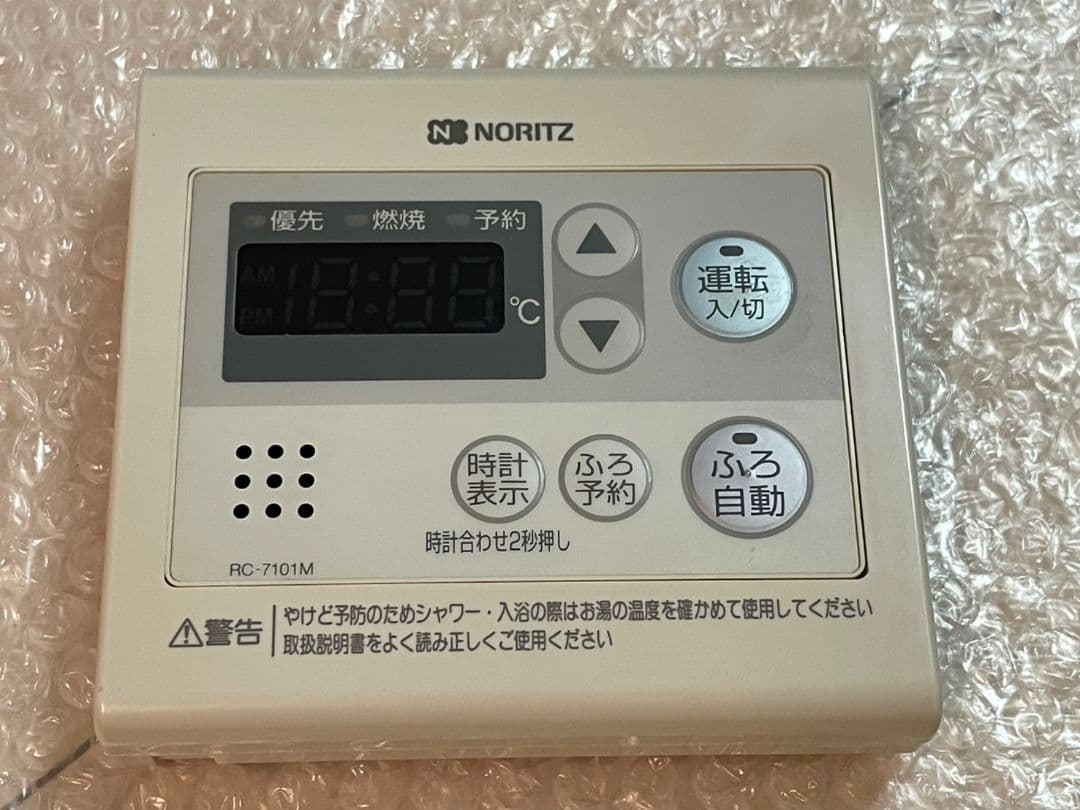 NORITZ
優先 燃焼 予約
AM
PM
18:88
℃
▲
▼
運転
入/切
時計
表示
ふろ
予約
ふろ
自動
時計合わせ2秒押し
RC-7101M
⚠警告
やけど予防のためシャワー・入浴の際はお湯の温度を確かめて使用してください
取扱説明書をよく読み正しくご使用ください